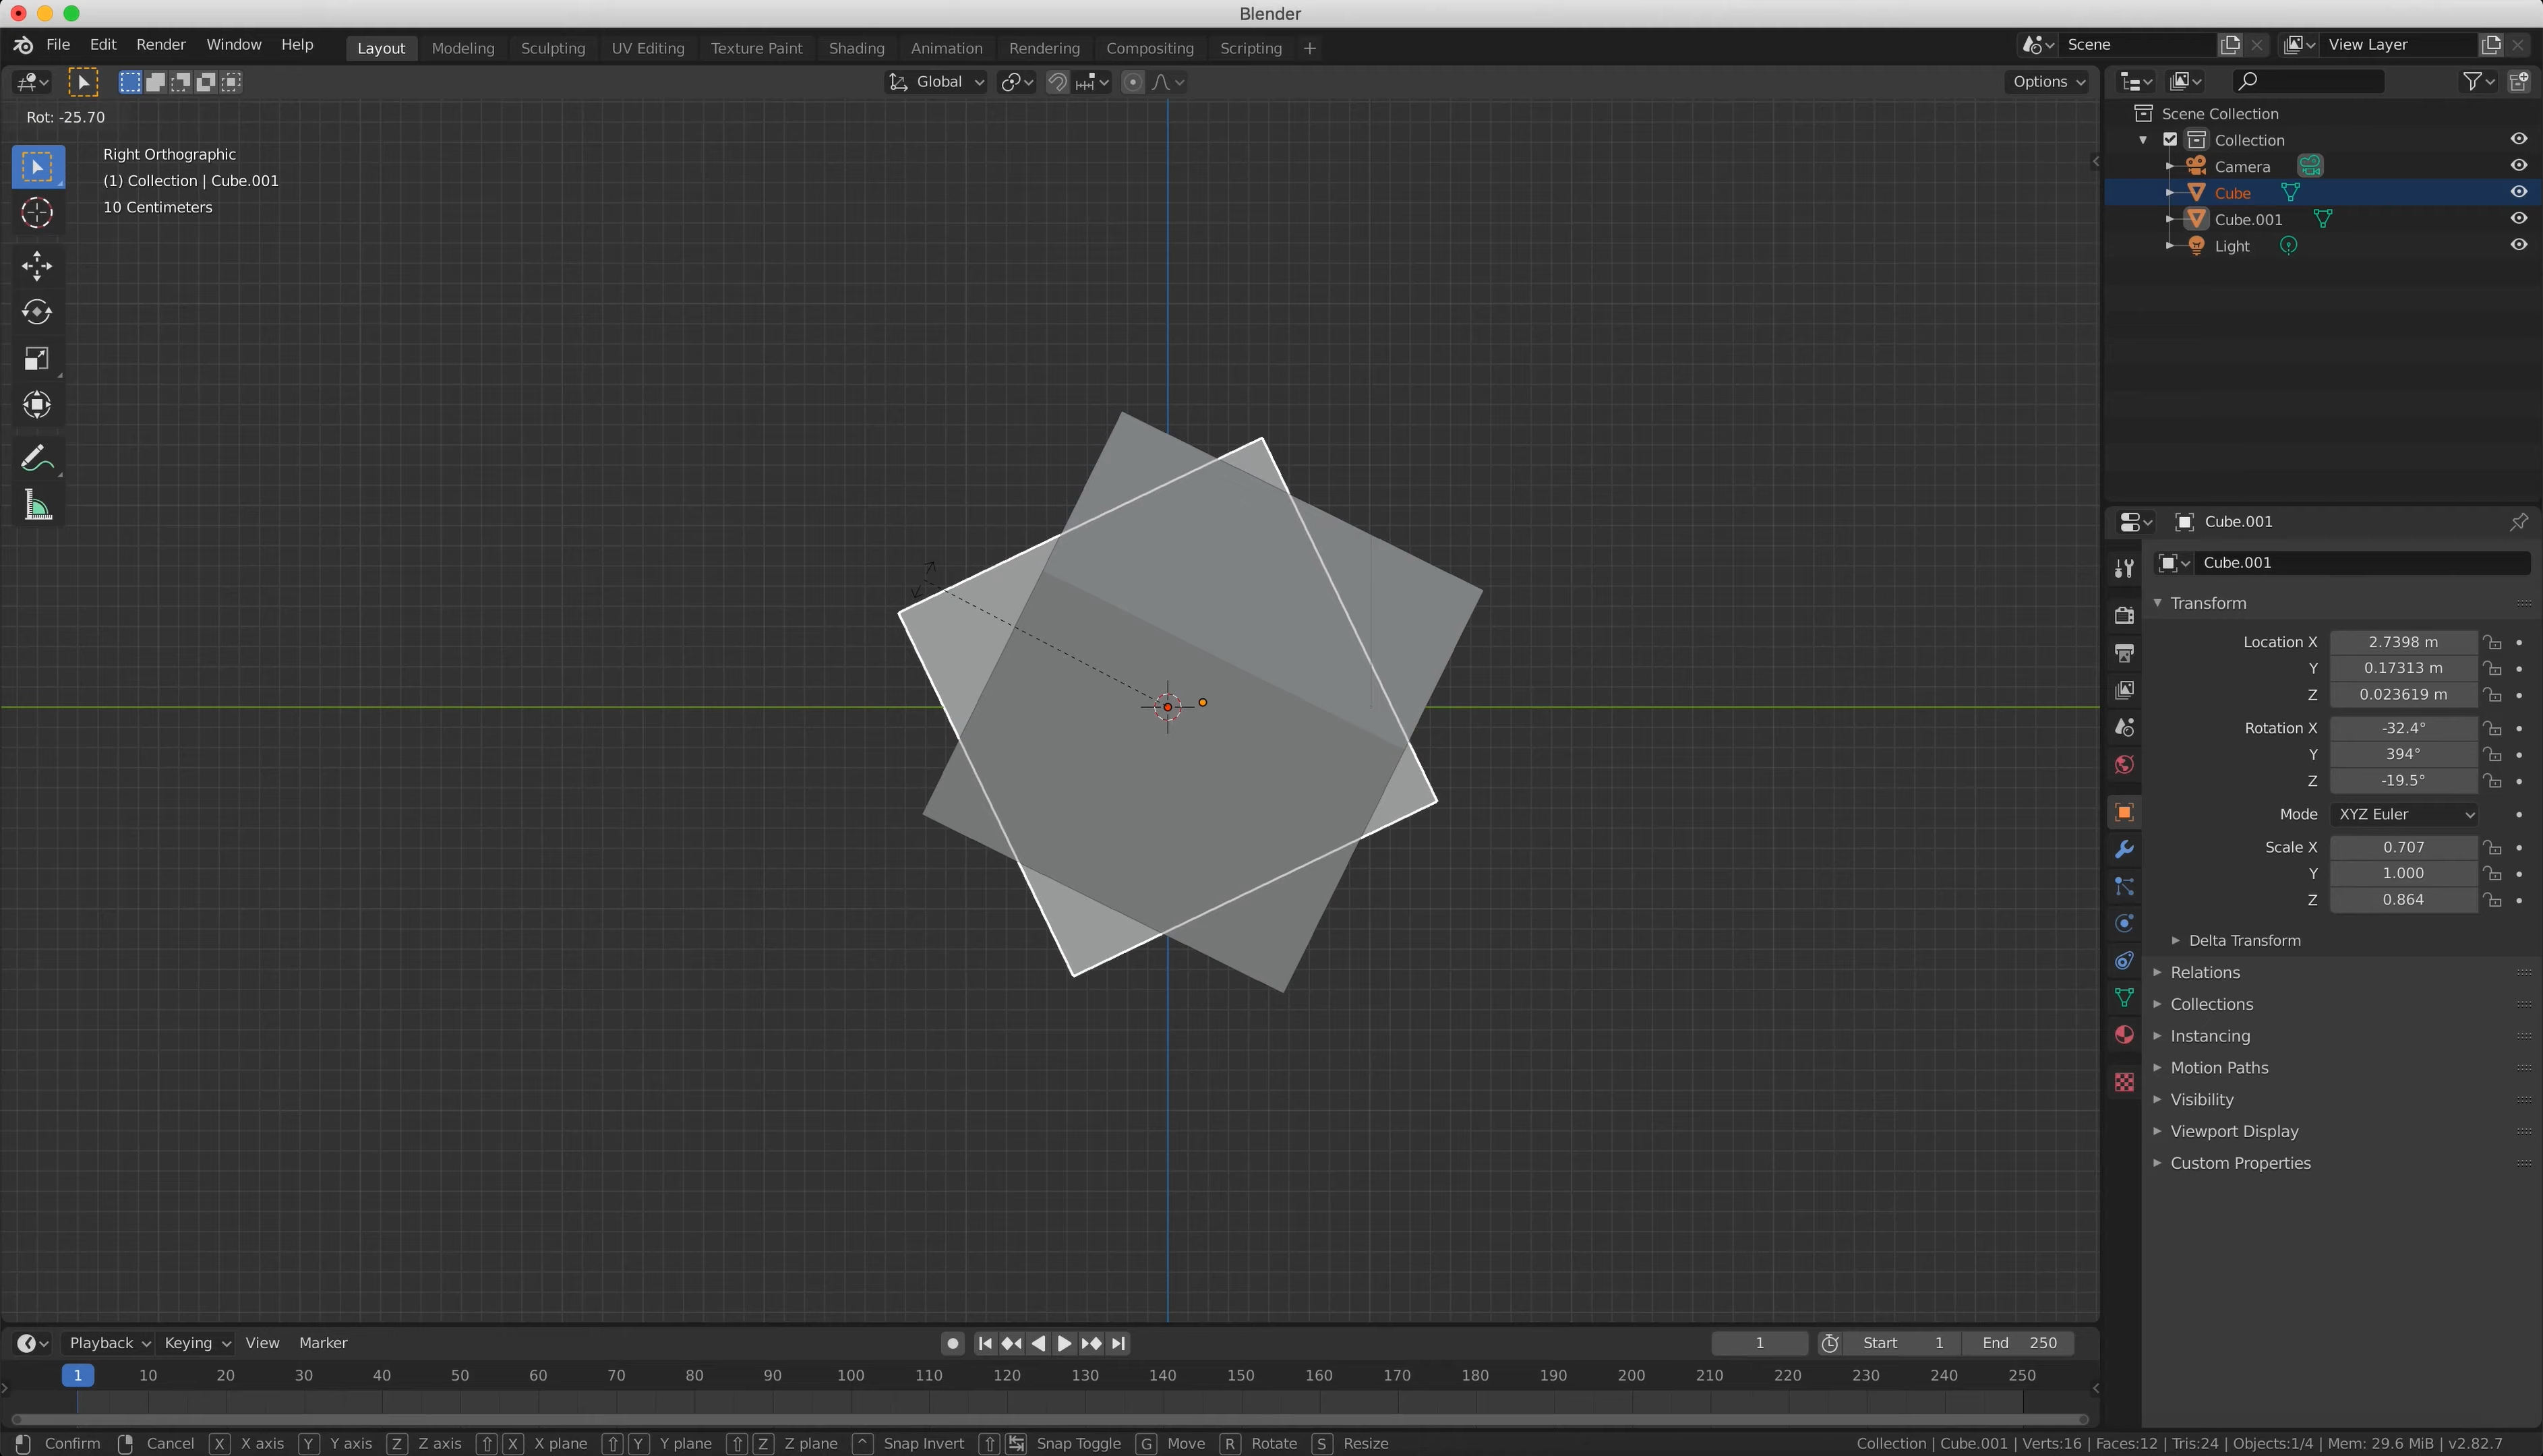 Blender
File Edit Render Window Help Layout Modeling Sculpting UV Editing Texture Paint Shading Animation Rendering Compositing Scripting + Scene View Layer
Global Options
Rot: -25.70
Right Orthographic
(1) Collection | Cube.001
10 Centimeters
Scene Collection
Collection
Camera
Cube
Cube.001
Light
Cube.001
Cube.001
Transform
Location X 2.7398 m
Y 0.17313 m
Z 0.023619 m
Rotation X -32.4°
Y 394°
Z -19.5°
Mode XYZ Euler
Scale X 0.707
Y 1.000
Z 0.864
Delta Transform
Relations
Collections
Instancing
Motion Paths
Visibility
Viewport Display
Custom Properties
Playback Keying View Marker 1 Start 1 End 250
1 10 20 30 40 50 60 70 80 90 100 110 120 130 140 150 160 170 180 190 200 210 220 230 240 250
Confirm Cancel X X axis Y Y axis Z Z axis ⇧ X X plane ⇧ Y Y plane ⇧ Z Z plane ^ Snap Invert ⇧ ↹ Snap Toggle G Move R Rotate S Resize Collection | Cube.001 | Verts:16 | Faces:12 | Tris:24 | Objects:1/4 | Mem: 29.6 MiB | v2.82.7